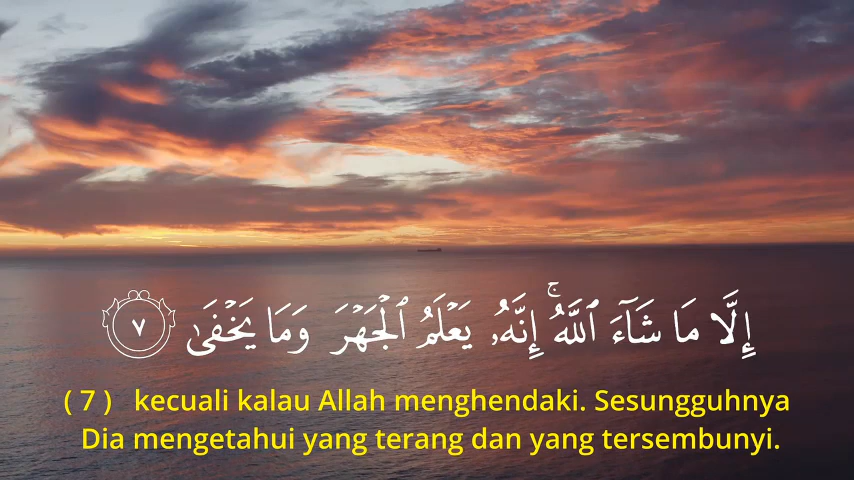 إِلَّا مَا شَآءَ ٱللَّهُۚ إِنَّهُۥ يَعْلَمُ ٱلْجَهْرَ وَمَا يَخْفَىٰ ٧
( 7 ) kecuali kalau Allah menghendaki. Sesungguhnya
Dia mengetahui yang terang dan yang tersembunyi.